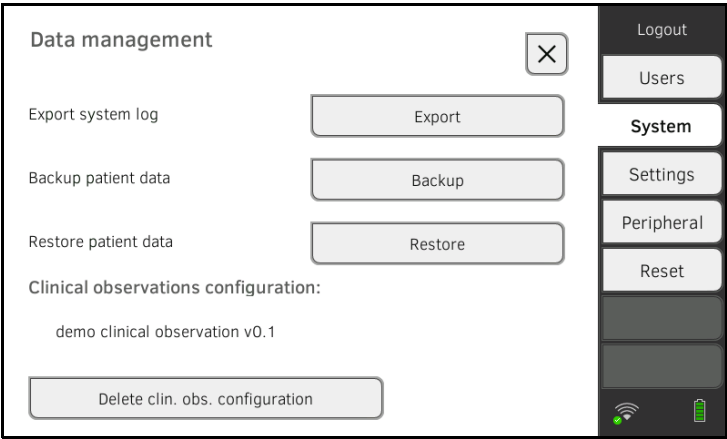 Data management
Logout
Users
Export system log
Export
System
Backup patient data
Backup
Settings
Restore patient data
Restore
Peripheral
Reset
Clinical observations configuration:
demo clinical observation v0.1
Delete clin. obs. configuration